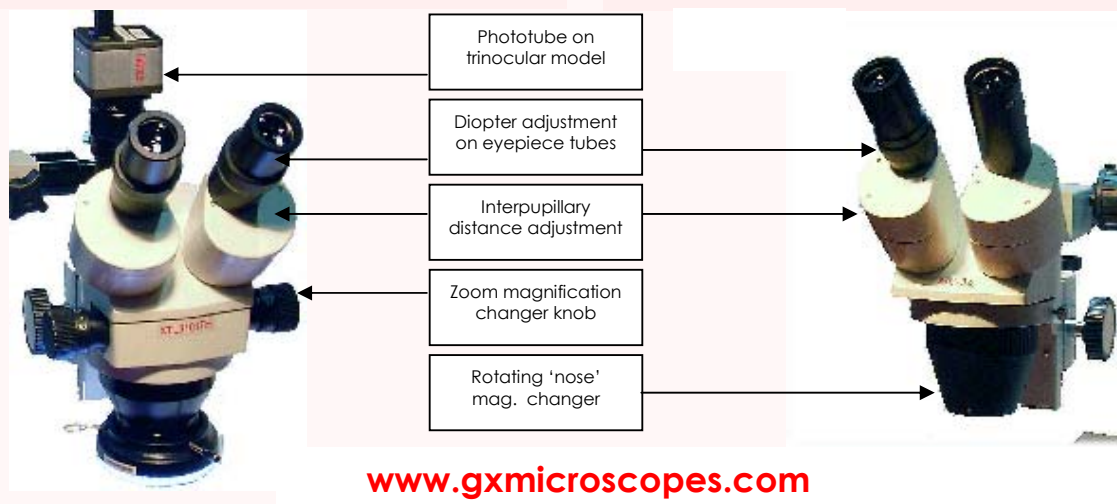 Phototube on
trinocular model
Diopter adjustment
on eyepiece tubes
Interpupillary
distance adjustment
Zoom magnification
changer knob
Rotating ‘nose’
mag. changer
www.gxmicroscopes.com